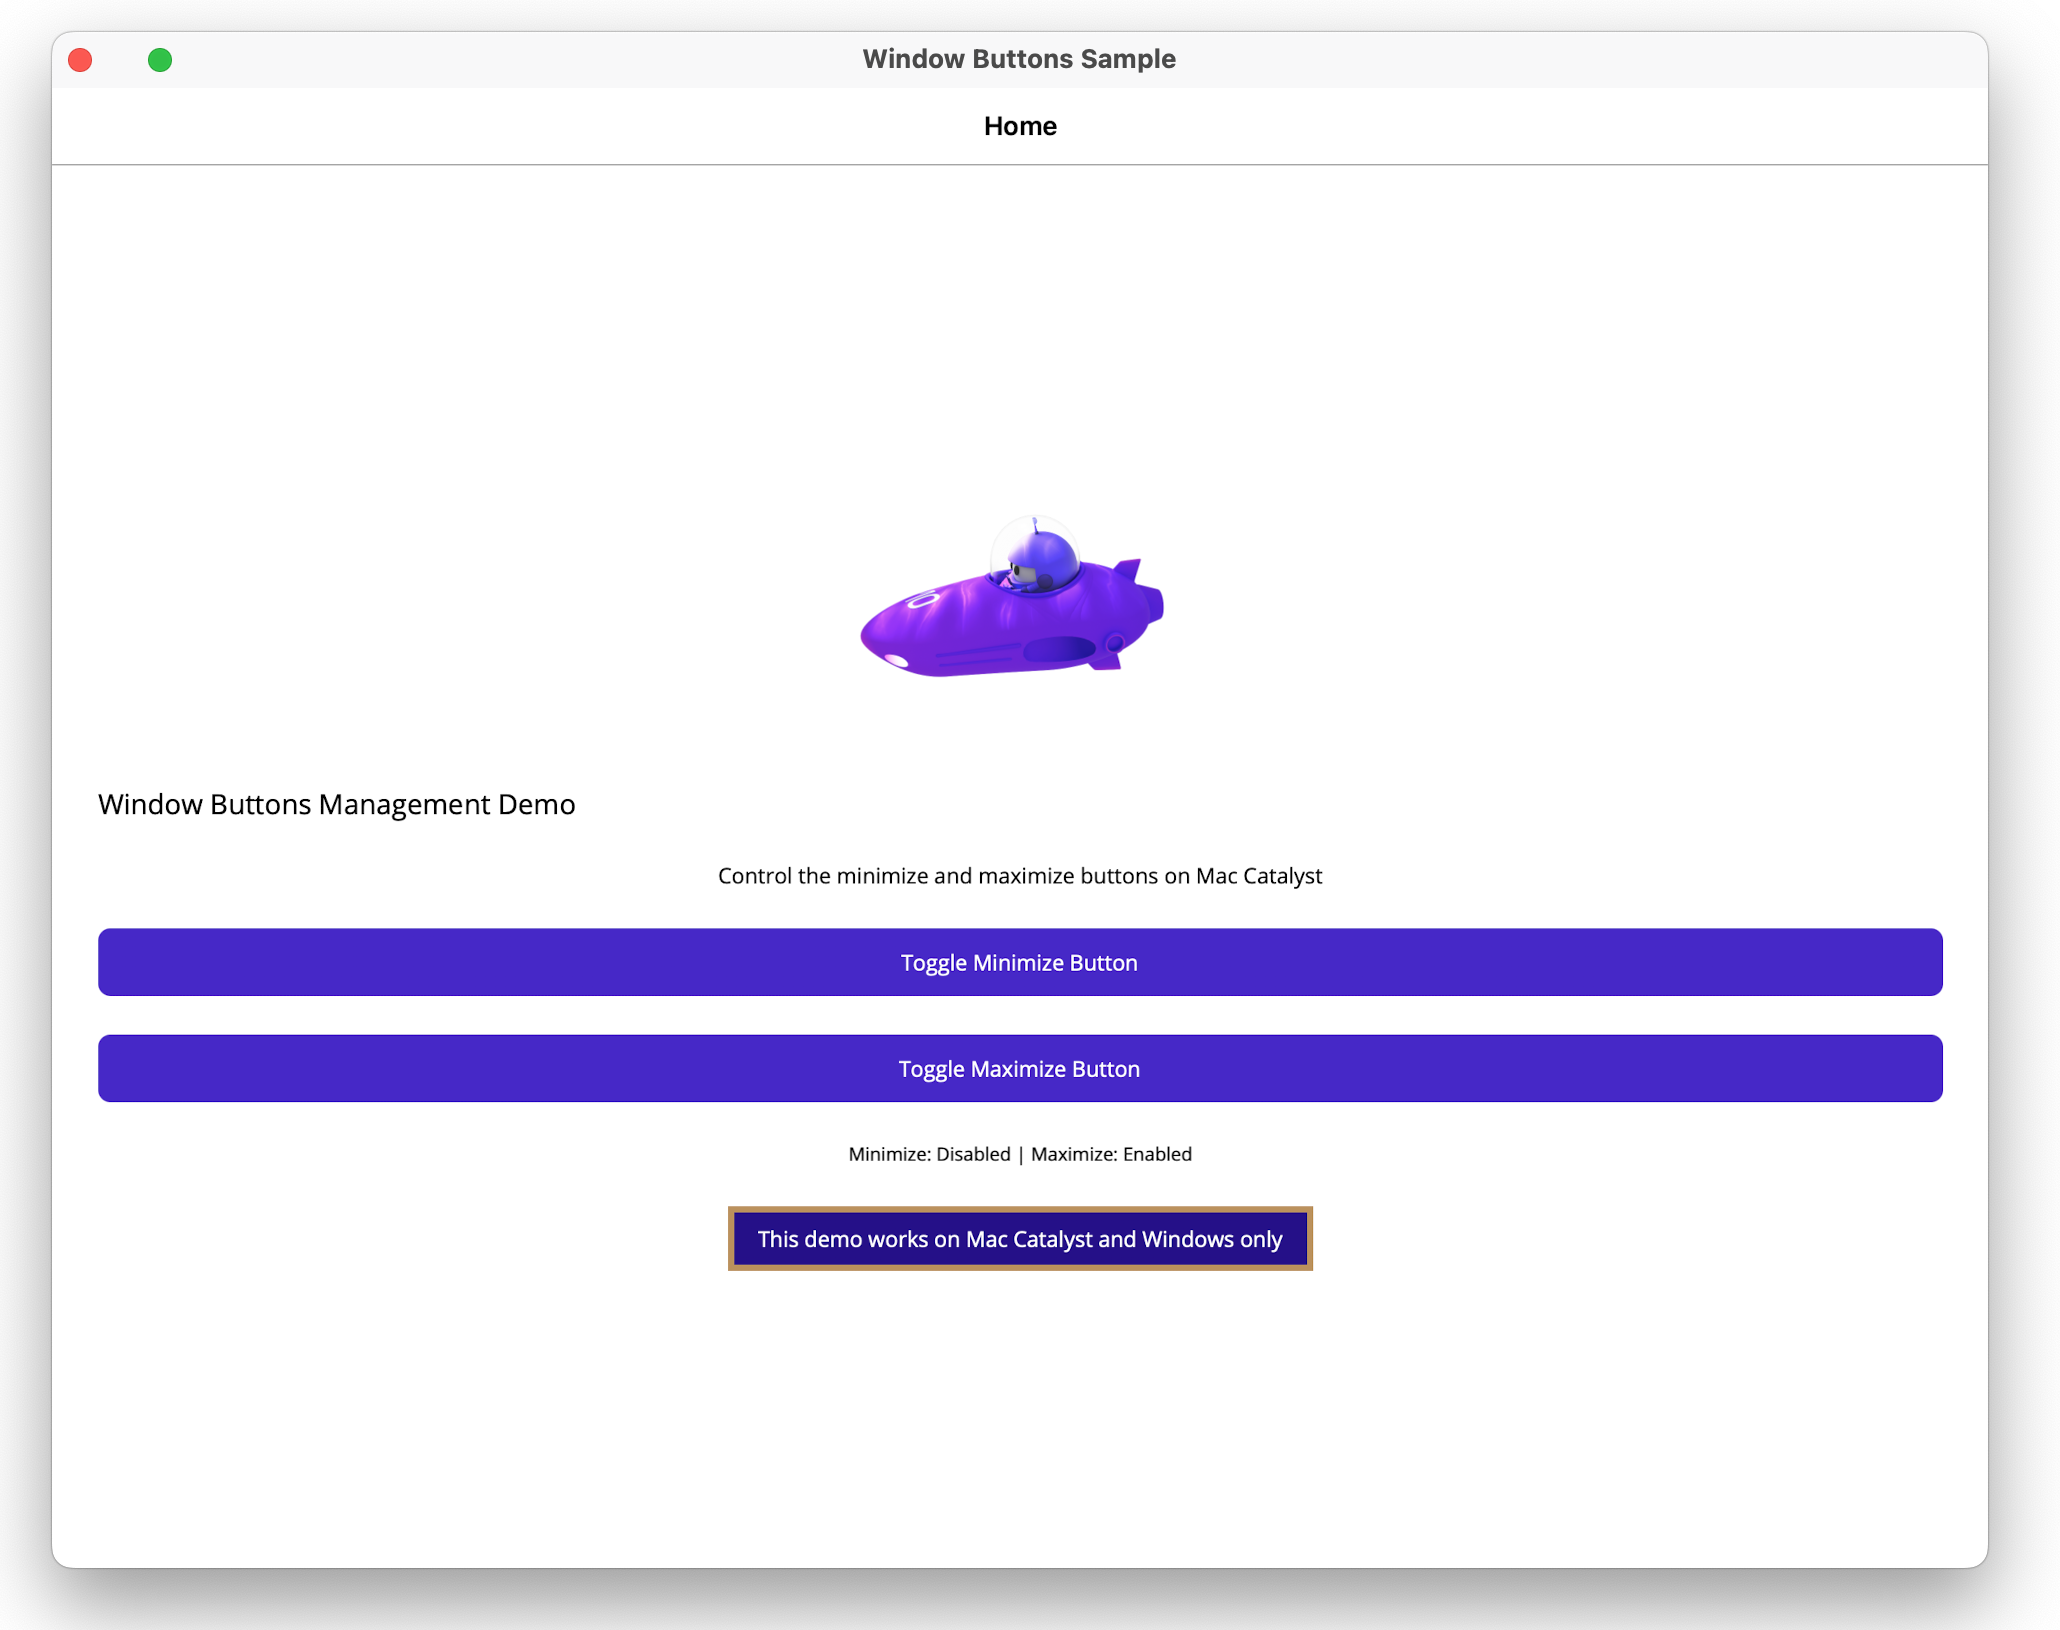 Window Buttons Sample
Home
Window Buttons Management Demo
Control the minimize and maximize buttons on Mac Catalyst
Toggle Minimize Button
Toggle Maximize Button
Minimize: Disabled | Maximize: Enabled
This demo works on Mac Catalyst and Windows only